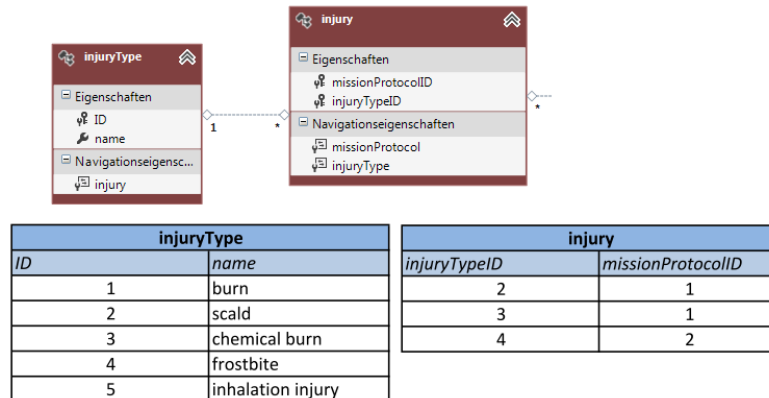 injuryType
Eigenschaften
ID
name
Navigationseigensc...
injury
1
*
injury
Eigenschaften
missionProtocolID
injuryTypeID
Navigationseigenschaften
missionProtocol
injuryType
*
injuryType
ID name
1 burn
2 scald
3 chemical burn
4 frostbite
5 inhalation injury
injury
injuryTypeID missionProtocolID
2 1
3 1
4 2